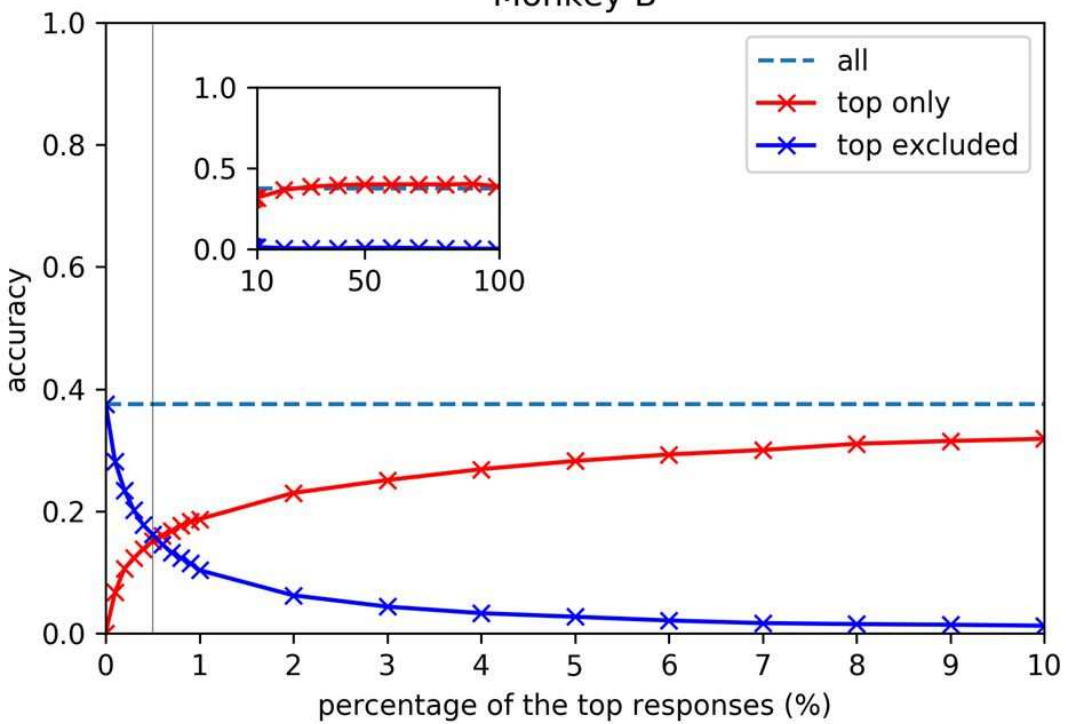 Monkey B
1.0
0.8
0.6
0.4
0.2
0.0
accuracy
1.0
0.5
0.0
10 50 100
all
top only
top excluded
0 1 2 3 4 5 6 7 8 9 10
percentage of the top responses (%)